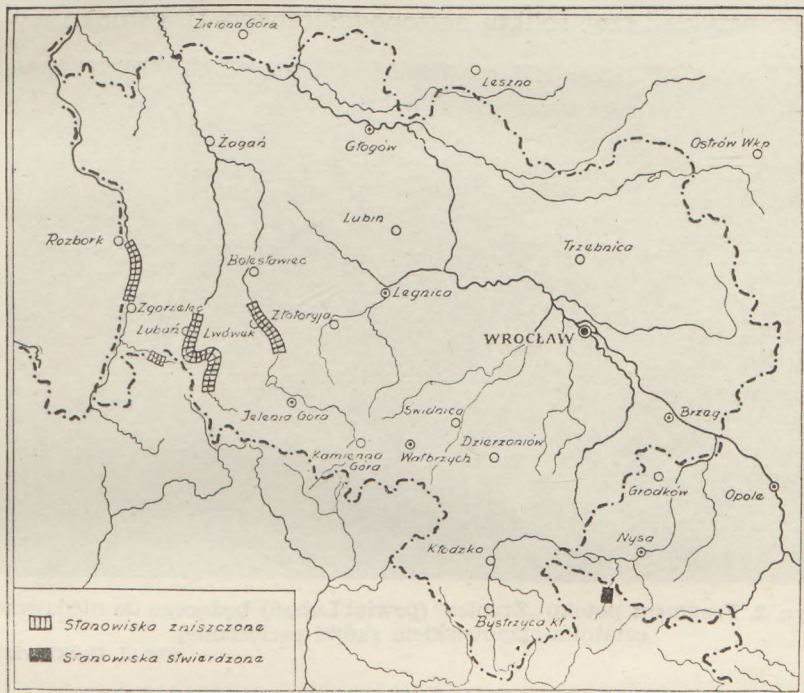 Zielona Góra
Leszno
Żagań
Głogów
Ostrów Wkp
Lubin
Rozbork
Trzebnica
Bolesławiec
Legnica
Zgorzelec
Złotoryja
Lubań
Lwówek
WROCŁAW
Jelenia Góra
Świdnica
Brzeg
Kamienna
Góra
Wałbrzych
Dzierżoniów
Grodków
Opole
Nysa
Kłodzko
Bystrzyca Kł
Stanowiska zniszczone
Stanowiska stwierdzone